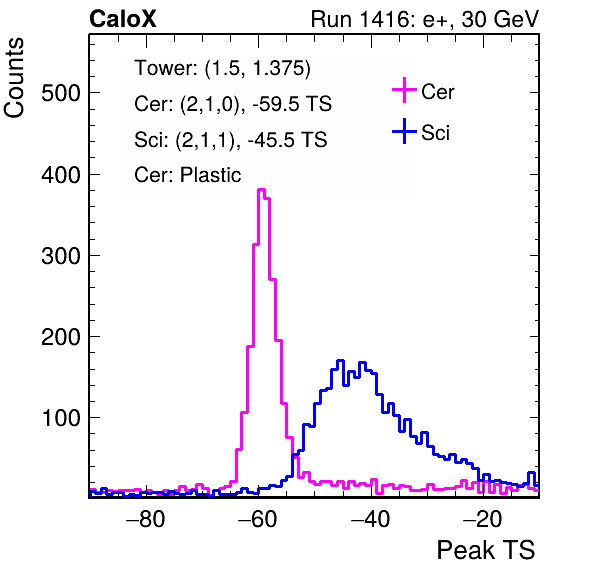 CaloX Run 1416: e+, 30 GeV
Tower: (1.5, 1.375)
Cer: (2,1,0), -59.5 TS
Sci: (2,1,1), -45.5 TS
Cer: Plastic
Cer
Sci
Counts
500
400
300
200
100
−80 −60 −40 −20
Peak TS